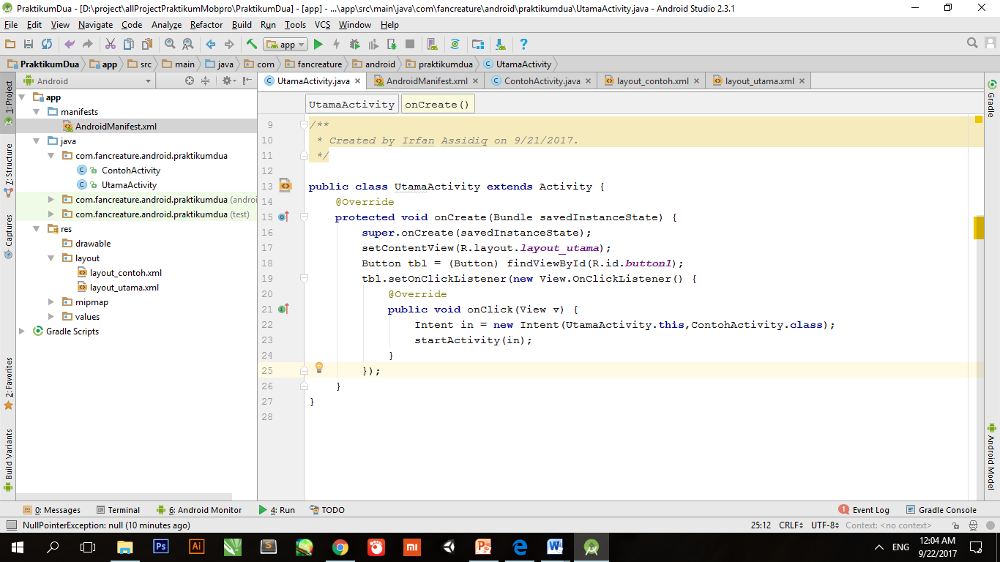 PraktikumDua - [D:\project\allProjectPraktikumMobpro\PraktikumDua] - [app] - ...\app\src\main\java\com\fancreature\android\praktikumdua\UtamaActivity.java - Android Studio 2.3.1
File Edit View Navigate Code Analyze Refactor Build Run Tools VCS Window Help
app
PraktikumDua app src main java com fancreature android praktikumdua UtamaActivity
Android
UtamaActivity.java AndroidManifest.xml ContohActivity.java layout_contoh.xml layout_utama.xml
1: Project
Z: Structure
Captures
2: Favorites
Build Variants
app
manifests
AndroidManifest.xml
java
com.fancreature.android.praktikumdua
ContohActivity
UtamaActivity
com.fancreature.android.praktikumdua (androi
com.fancreature.android.praktikumdua (test)
res
drawable
layout
layout_contoh.xml
layout_utama.xml
mipmap
values
Gradle Scripts
UtamaActivity onCreate()
9 /**
10 * Created by Irfan Assidiq on 9/21/2017.
11 */
12
13 public class UtamaActivity extends Activity {
14 @Override
15 protected void onCreate(Bundle savedInstanceState) {
16 super.onCreate(savedInstanceState);
17 setContentView(R.layout.layout_utama);
18 Button tbl = (Button) findViewById(R.id.button1);
19 tbl.setOnClickListener(new View.OnClickListener() {
20 @Override
21 public void onClick(View v) {
22 Intent in = new Intent(UtamaActivity.this,ContohActivity.class);
23 startActivity(in);
24 }
25 });
26 }
27 }
28
Gradle
Android Model
0: Messages Terminal 6: Android Monitor 4: Run TODO 1 Event Log Gradle Console
NullPointerException: null (10 minutes ago) 25:12 CRLF UTF-8 Context: <no context>
Ps Ai S mi P W ENG 12:04 AM
9/22/2017